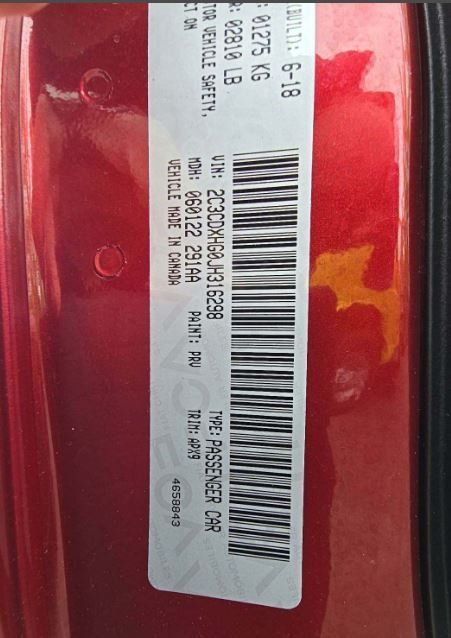 BUILT): 6-18
: 01275 KG
R: 02810 LB
TOR VEHICLE SAFETY,
CT ON
VIN: 2C3CDXHG0JH316298
TYPE: PASSENGER CAR
MDH: 060122 291AA
PAINT: PRV
TRIM: APX9
VEHICLE MADE IN CANADA
4658843